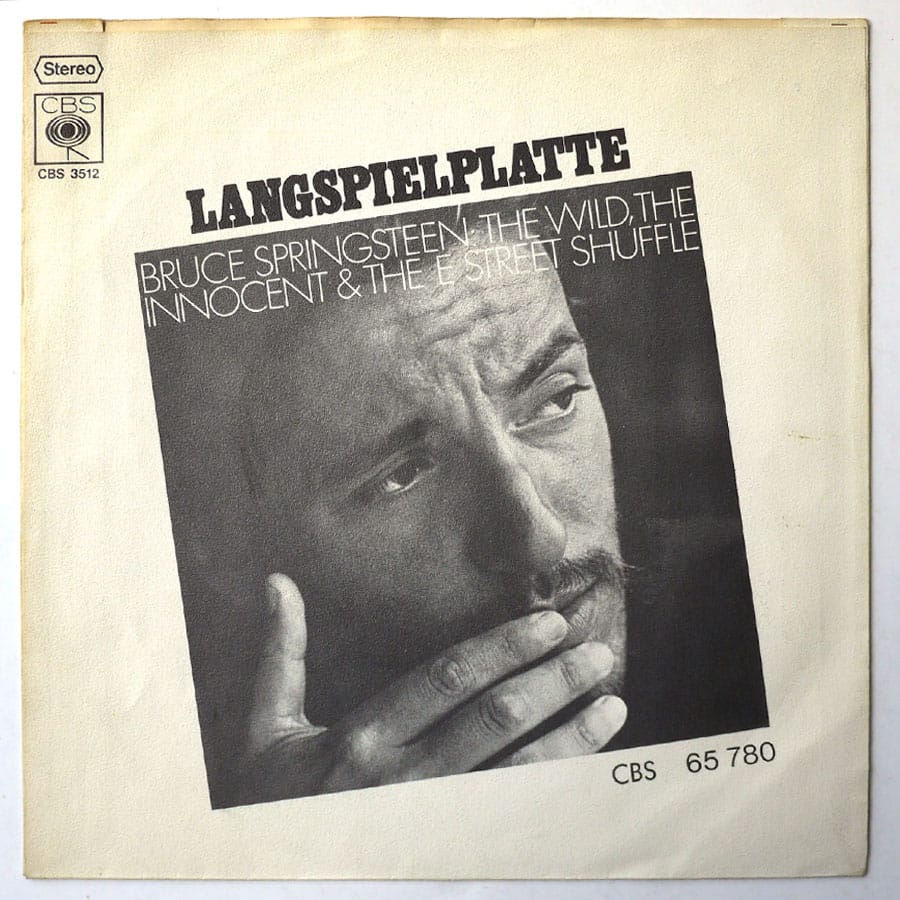 Stereo
CBS
CBS 3512
LANGSPIELPLATTE
BRUCE SPRINGSTEEN: THE WILD, THE
INNOCENT & THE E STREET SHUFFLE
CBS 65 780